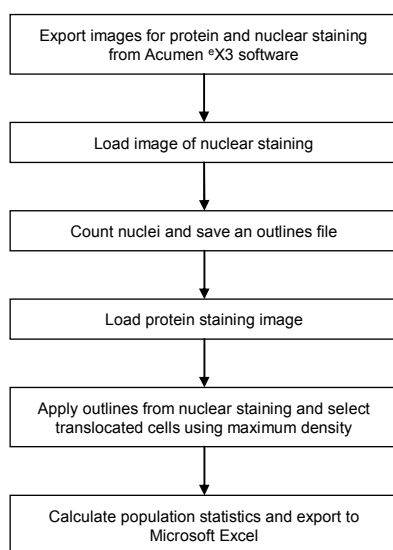 Export images for protein and nuclear staining
from Acumen ᵉX3 software
Load image of nuclear staining
Count nuclei and save an outlines file
Load protein staining image
Apply outlines from nuclear staining and select
translocated cells using maximum density
Calculate population statistics and export to
Microsoft Excel